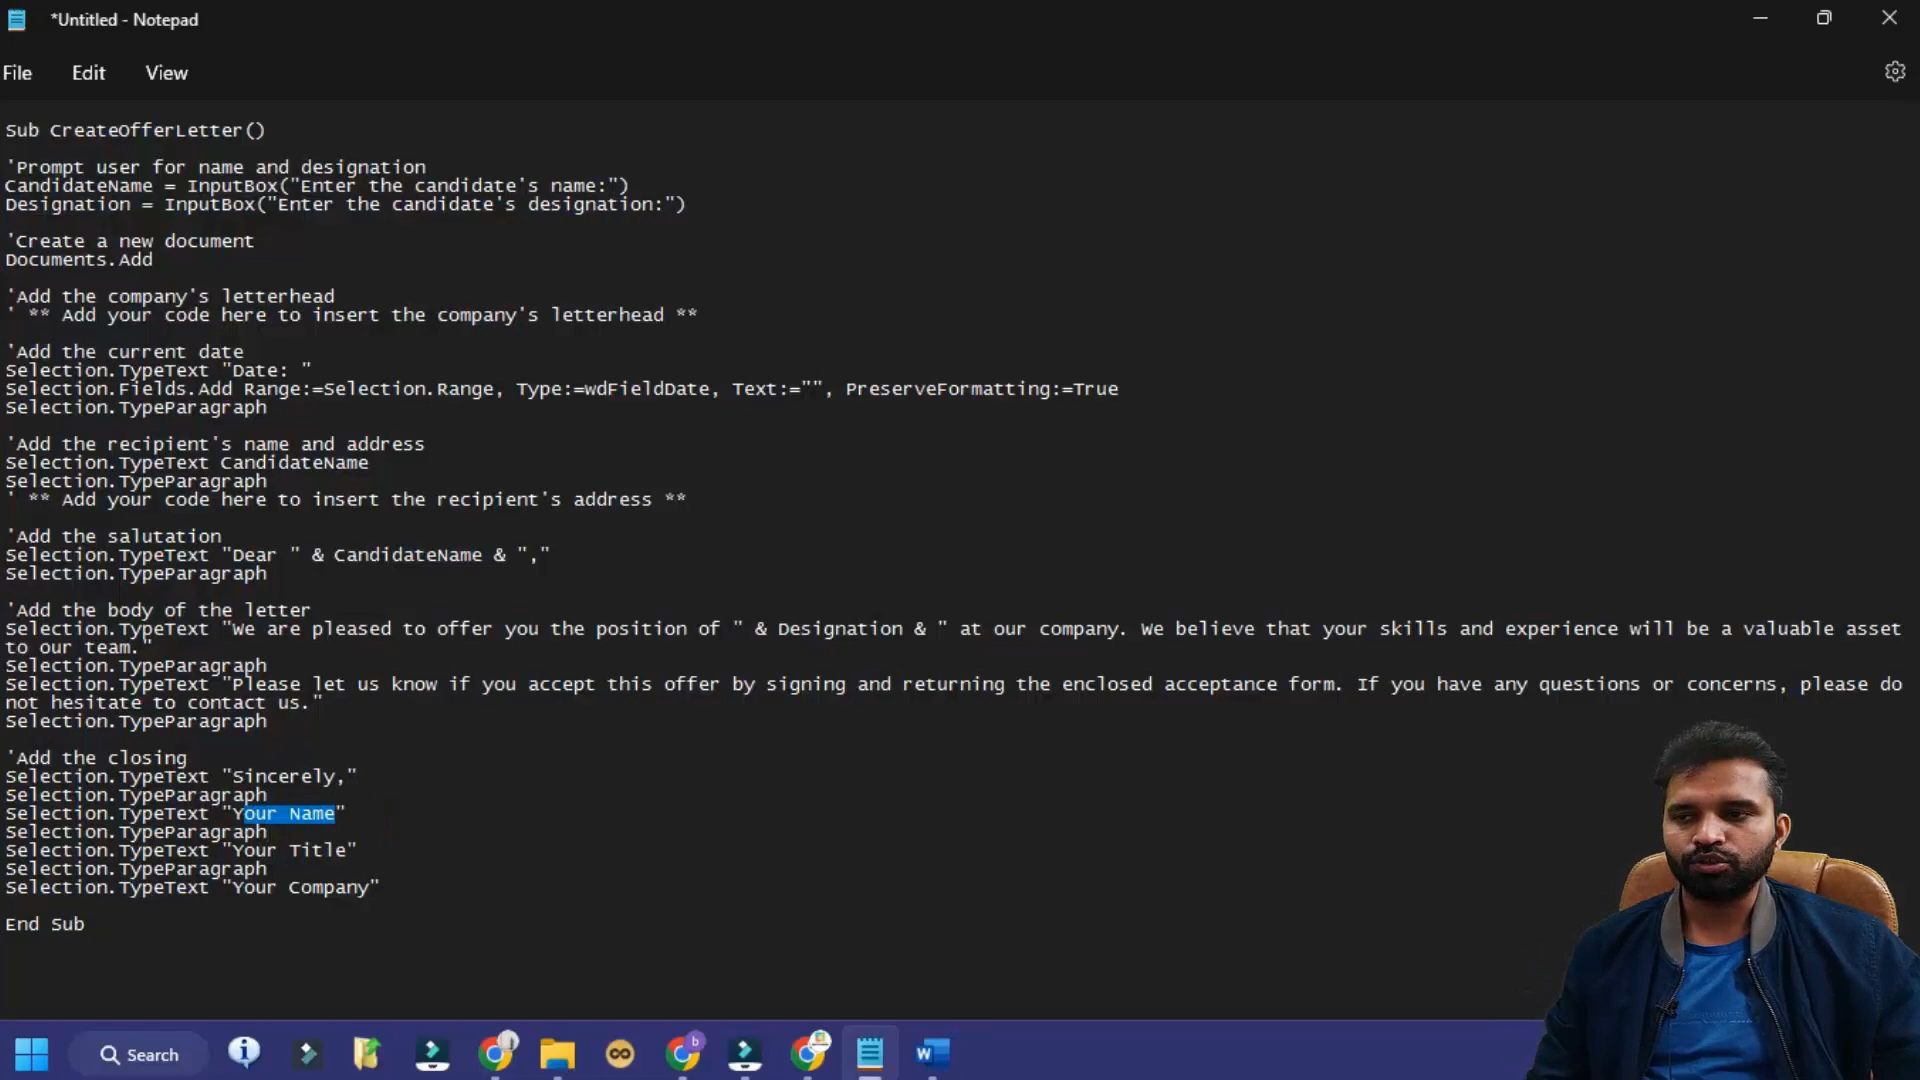 *Untitled - Notepad
File Edit View
Sub CreateOfferLetter()
'Prompt user for name and designation
CandidateName = InputBox("Enter the candidate's name:")
Designation = InputBox("Enter the candidate's designation:")
'Create a new document
Documents.Add
'Add the company's letterhead
' ** Add your code here to insert the company's letterhead **
'Add the current date
Selection.TypeText "Date: "
Selection.Fields.Add Range:=Selection.Range, Type:=wdFieldDate, Text:="", PreserveFormatting:=True
Selection.TypeParagraph
'Add the recipient's name and address
Selection.TypeText CandidateName
Selection.TypeParagraph
' ** Add your code here to insert the recipient's address **
'Add the salutation
Selection.TypeText "Dear " & CandidateName & ","
Selection.TypeParagraph
'Add the body of the letter
Selection.TypeText "We are pleased to offer you the position of " & Designation & " at our company. We believe that your skills and experience will be a valuable asset
to our team."
Selection.TypeParagraph
Selection.TypeText "Please let us know if you accept this offer by signing and returning the enclosed acceptance form. If you have any questions or concerns, please do
not hesitate to contact us."
Selection.TypeParagraph
'Add the closing
Selection.TypeText "Sincerely,"
Selection.TypeParagraph
Selection.TypeText "Your Name"
Selection.TypeParagraph
Selection.TypeText "Your Title"
Selection.TypeParagraph
Selection.TypeText "Your Company"
End Sub
Search
b
W